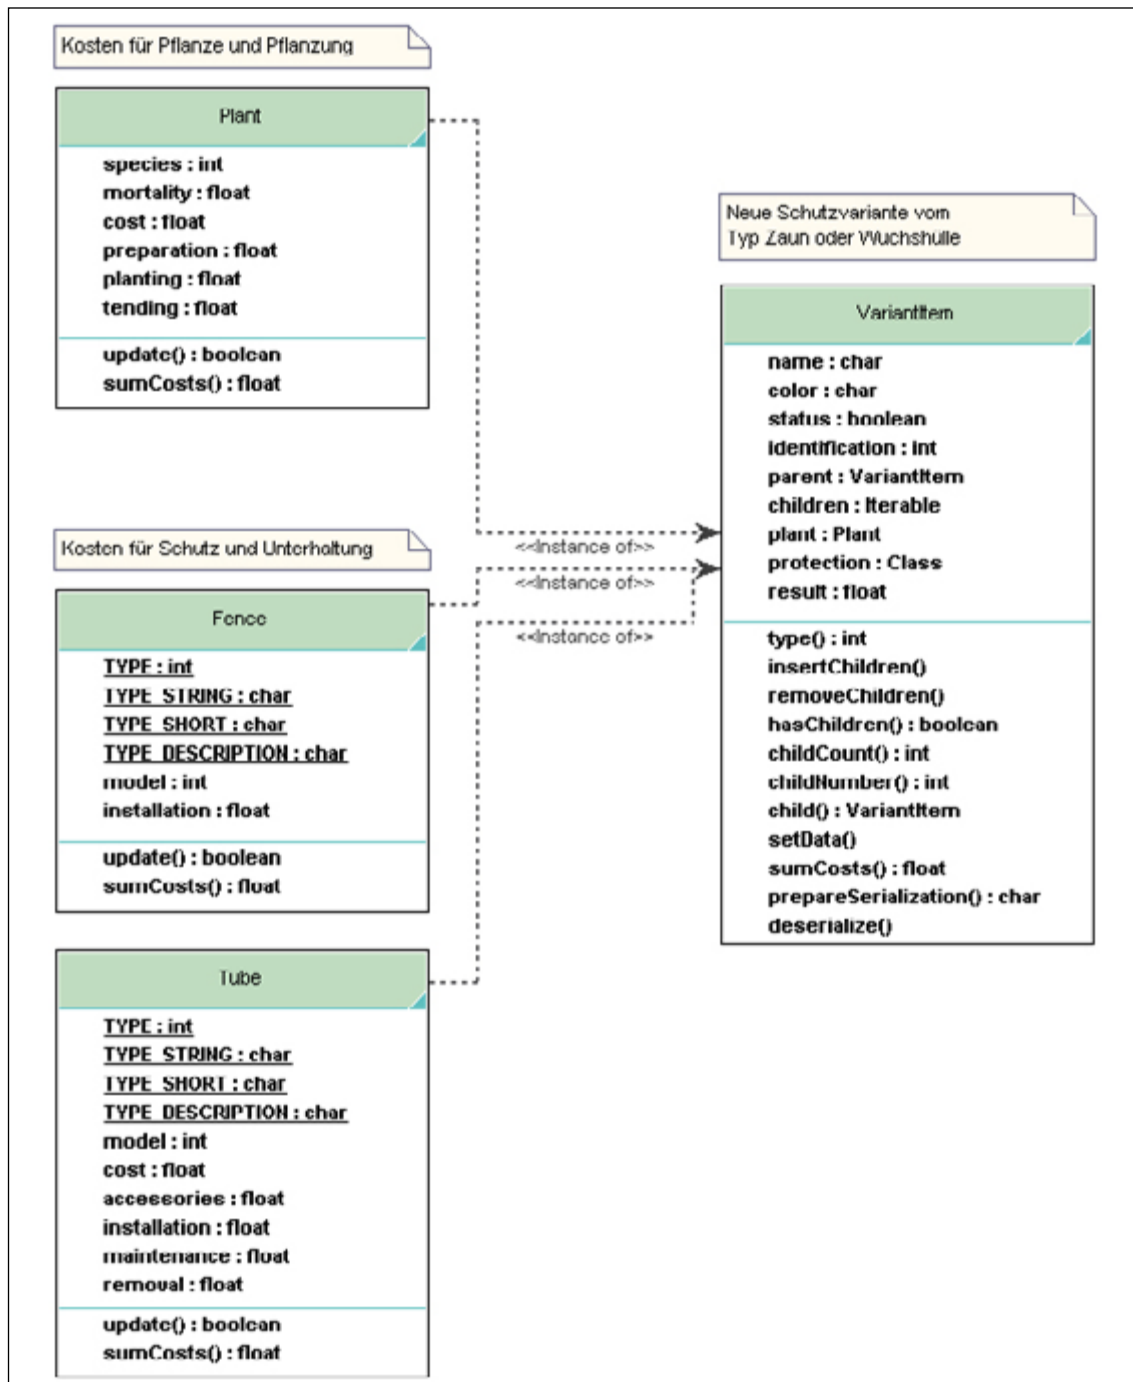 Kosten für Pflanze und Pflanzung
Plant
species : int
mortality : float
cost : float
preparation : float
planting : float
tending : float
update() : boolean
sumCosts() : float
Kosten für Schutz und Unterhaltung
Fence
TYPE : int
TYPE_STRING : char
TYPE_SHORT : char
TYPE_DESCRIPTION : char
model : int
installation : float
update() : boolean
sumCosts() : float
Tube
TYPE : int
TYPE_STRING : char
TYPE_SHORT : char
TYPE_DESCRIPTION : char
model : int
cost : float
accessories : float
installation : float
maintenance : float
removal : float
update() : boolean
sumCosts() : float
<<Instance of>>
<<Instance of>>
<<Instance of>>
Neue Schutzvariante vom
Typ Zaun oder Wuchshülle
VariantItem
name : char
color : char
status : boolean
identification : int
parent : VariantItem
children : Iterable
plant : Plant
protection : Class
result : float
type() : int
insertChildren()
removeChildren()
hasChildren() : boolean
childCount() : int
childNumber() : int
child() : VariantItem
setData()
sumCosts() : float
prepareSerialization() : char
deserialize()